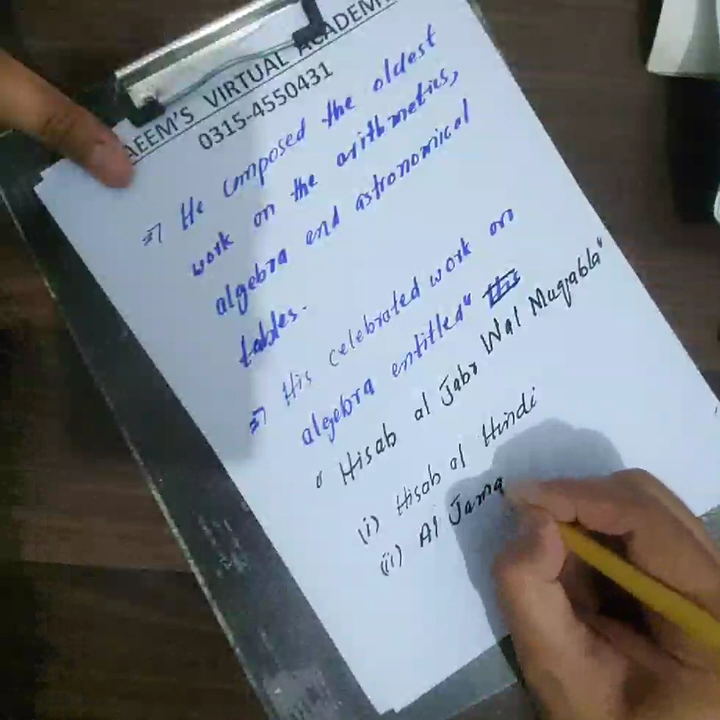 AEEM'S VIRTUAL ACADEMY
0315-4550431
⇒ He composed the oldest
work on the arithmetics,
algebra and astronomical
tables.
⇒ His celebrated work on
algebra entitled"
" Hisab al Jabr Wal Muqabla"
(i) Hisab al Hindi
(ii) Al Jama